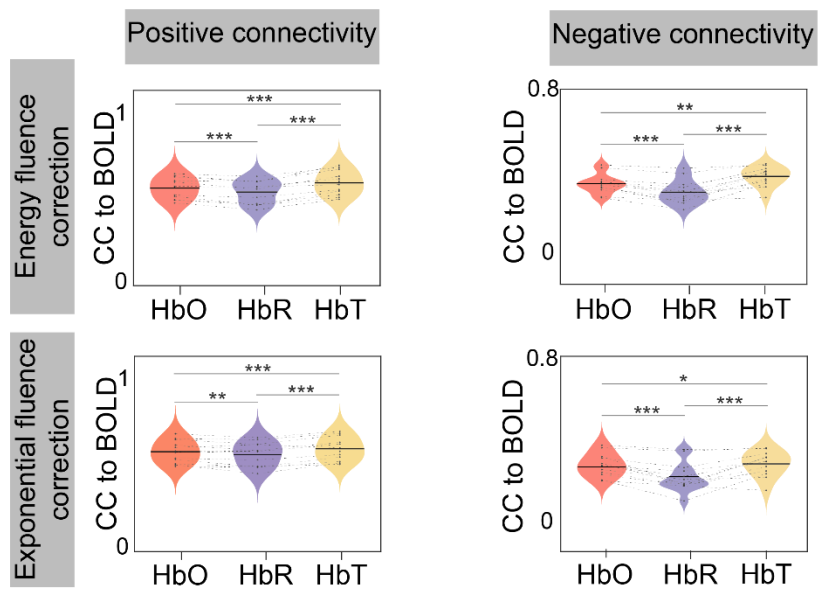 Positive connectivity
Negative connectivity
Energy fluence
correction
CC to BOLD
1
0
***
***
***
HbO HbR HbT
CC to BOLD
0.8
0
**
***
***
HbO HbR HbT
Exponential fluence
correction
CC to BOLD
1
0
***
**
***
HbO HbR HbT
CC to BOLD
0.8
0
*
***
***
HbO HbR HbT